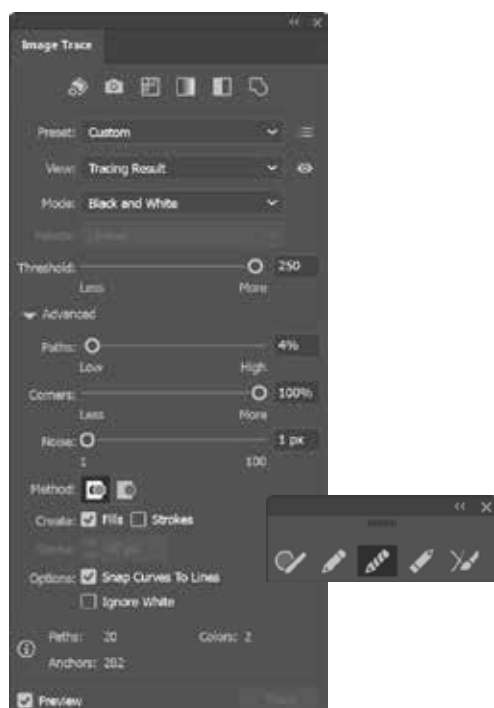 Image Trace
Preset: Custom
View: Tracing Result
Mode: Black and White
Palette: Limited
Threshold: 250
Less More
Advanced
Paths: 4%
Low High
Corners: 100%
Less More
Noise: 1 px
1 100
Method:
Create: Fills Strokes
Options: Snap Curves To Lines
Ignore White
Paths: 20 Colors: 2
Anchors: 282
Preview